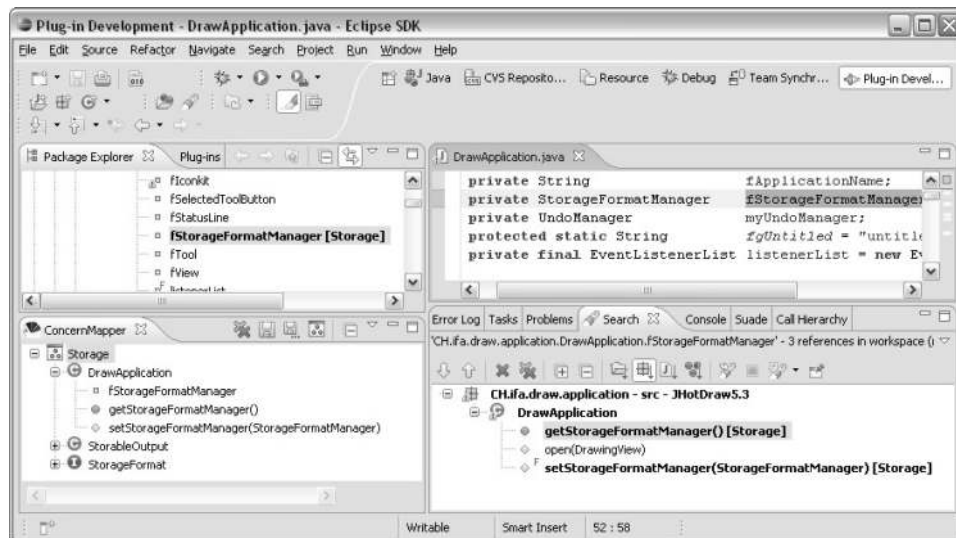 Plug-in Development - DrawApplication.java - Eclipse SDK
File Edit Source Refactor Navigate Search Project Run Window Help
Java CVS Reposito... Resource Debug Team Synchr... Plug-in Devel...
Package Explorer Plug-ins
fIconkit
fSelectedToolButton
fStatusLine
fStorageFormatManager [Storage]
fTool
fView
listenerList
DrawApplication.java
private String fApplicationName;
private StorageFormatManager fStorageFormatManager
private UndoManager myUndoManager;
protected static String fgUntitled = "untitle
private final EventListenerList listenerList = new Ev
ConcernMapper
Storage
DrawApplication
fStorageFormatManager
getStorageFormatManager()
setStorageFormatManager(StorageFormatManager)
StorableOutput
StorageFormat
Error Log Tasks Problems Search Console Suade Call Hierarchy
'CH.ifa.draw.application.DrawApplication.fStorageFormatManager' - 3 references in workspace (
CH.ifa.draw.application - src - JHotDraw5.3
DrawApplication
getStorageFormatManager() [Storage]
open(DrawingView)
setStorageFormatManager(StorageFormatManager) [Storage]
Writable Smart Insert 52 : 58